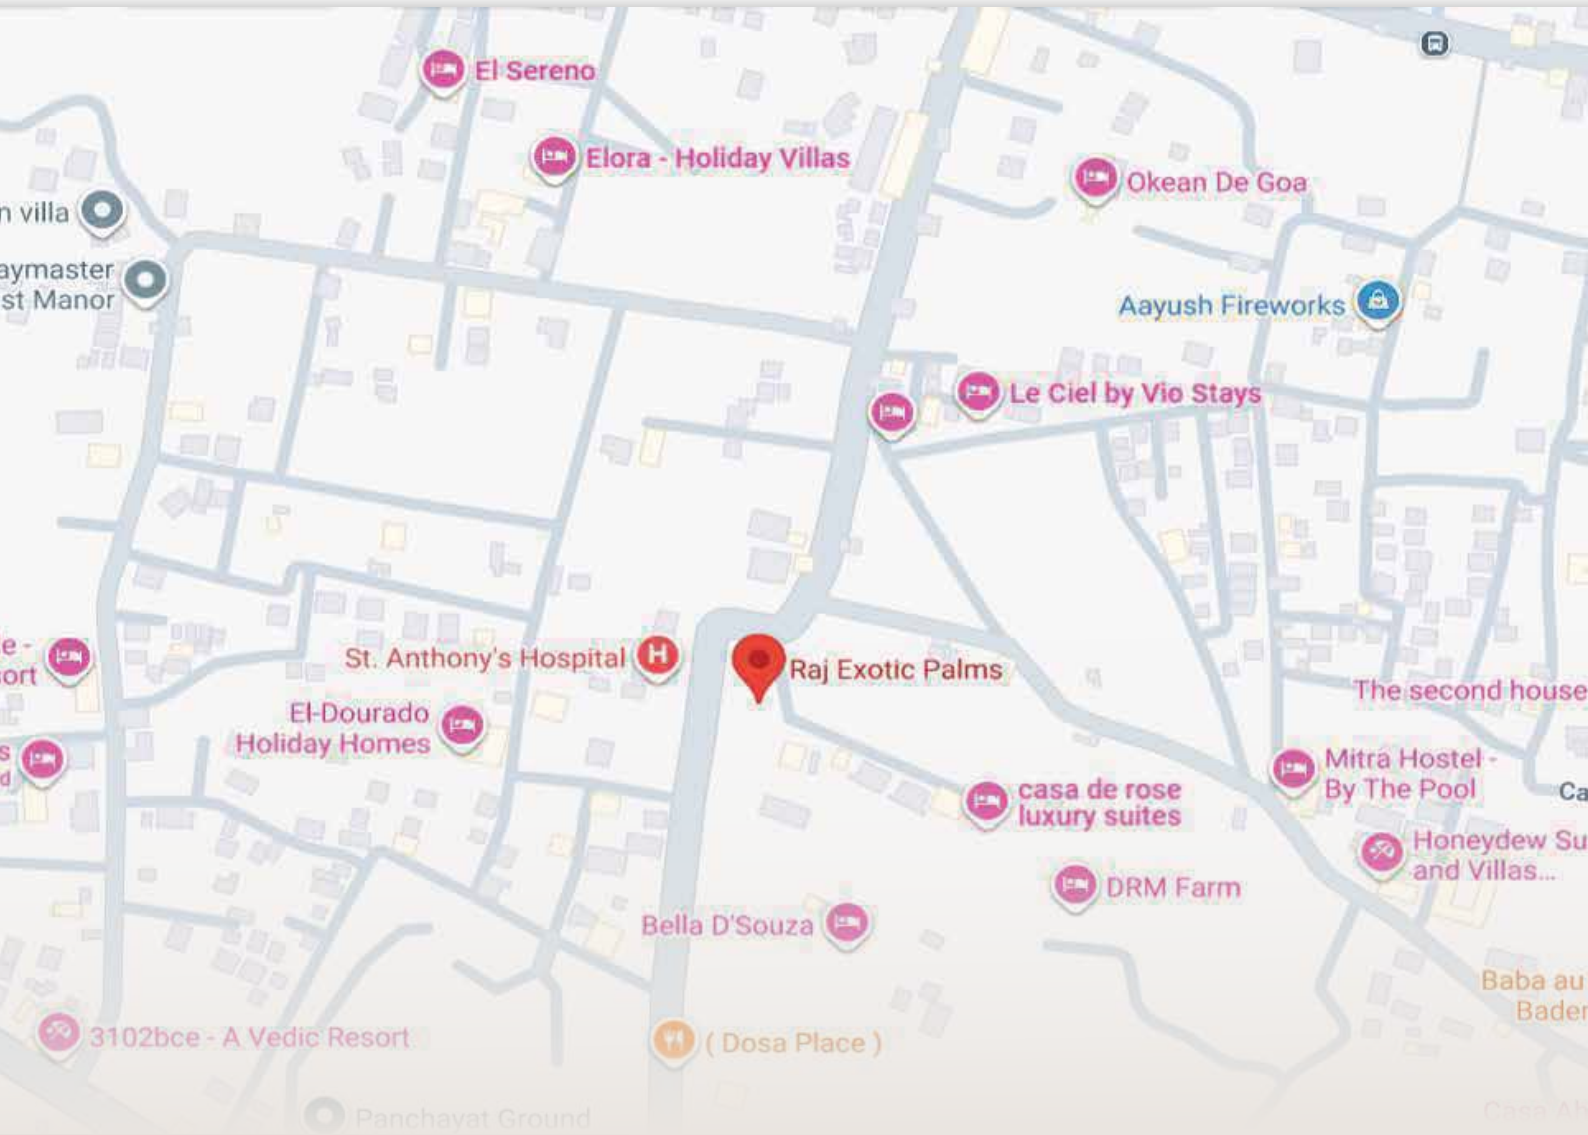 El Sereno
Elora - Holiday Villas
Okean De Goa
n villa
aymaster
st Manor
Aayush Fireworks
Le Ciel by Vio Stays
e -
ort
St. Anthony's Hospital
H
Raj Exotic Palms
The second house
El-Dourado
Holiday Homes
s
d
Mitra Hostel -
By The Pool
casa de rose
luxury suites
Ca
Honeydew Su
and Villas...
DRM Farm
Bella D'Souza
Baba au
Bader
3102bce - A Vedic Resort
( Dosa Place )
Panchayat Ground